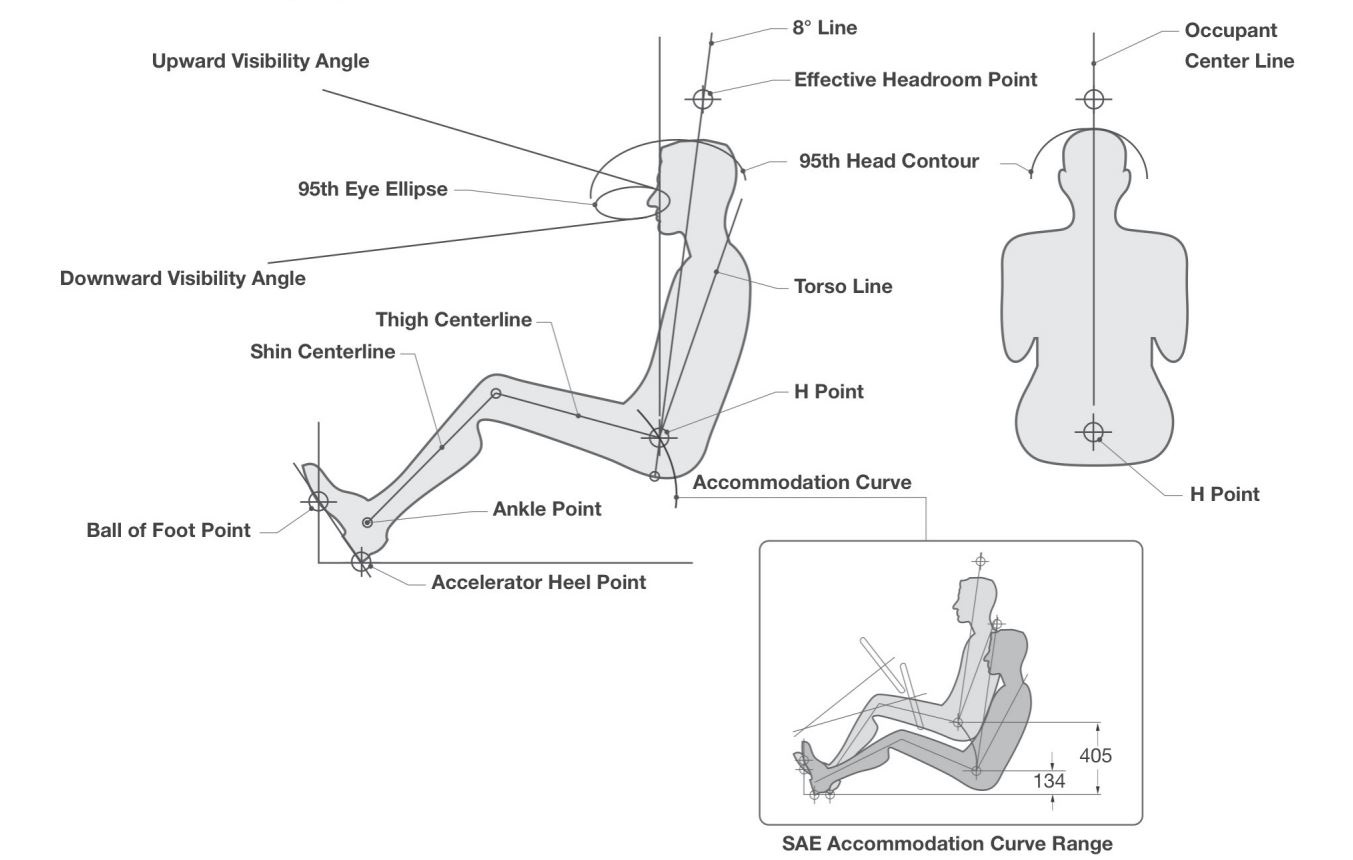 8° Line
Occupant
Center Line
Upward Visibility Angle
Effective Headroom Point
95th Head Contour
95th Eye Ellipse
Downward Visibility Angle
Torso Line
Thigh Centerline
Shin Centerline
H Point
Accommodation Curve
H Point
Ankle Point
Ball of Foot Point
Accelerator Heel Point
405
134
SAE Accommodation Curve Range